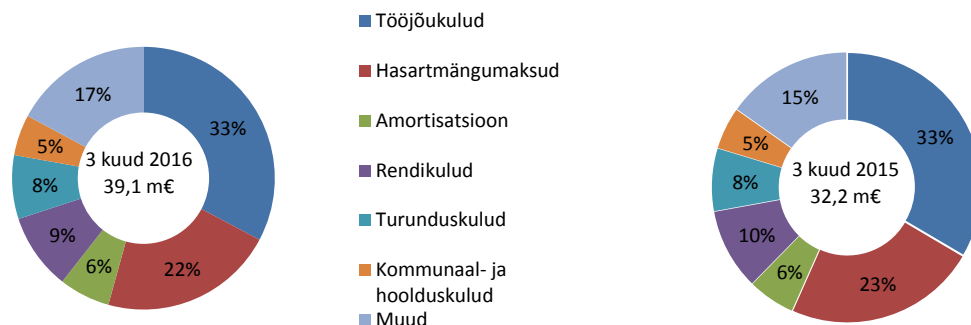 33%
22%
6%
9%
8%
5%
17%
3 kuud 2016
39,1 m€
Tööjõukulud
Hasartmängumaksud
Amortisatsioon
Rendikulud
Turunduskulud
Kommunaal- ja
hoolduskulud
Muud
33%
23%
6%
10%
8%
5%
15%
3 kuud 2015
32,2 m€